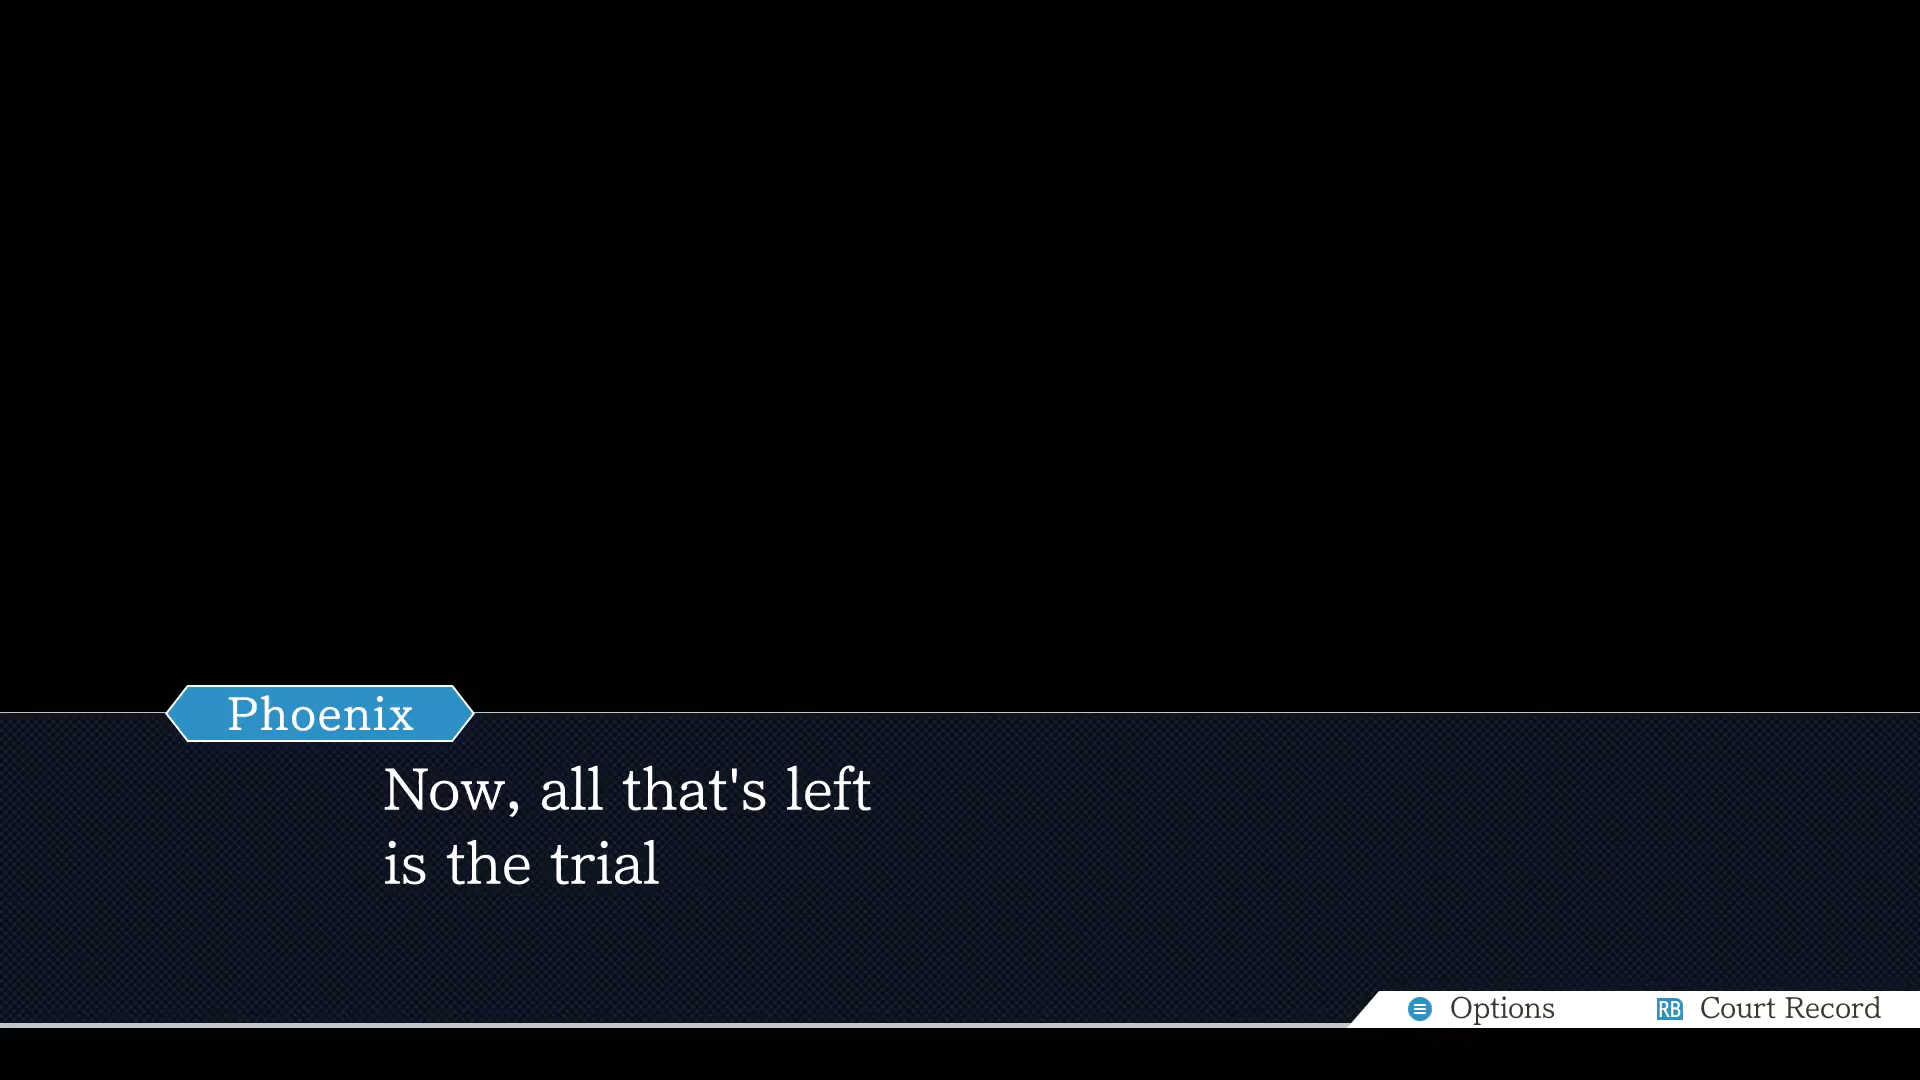 Phoenix
Now, all that's left
is the trial
Options
RB Court Record